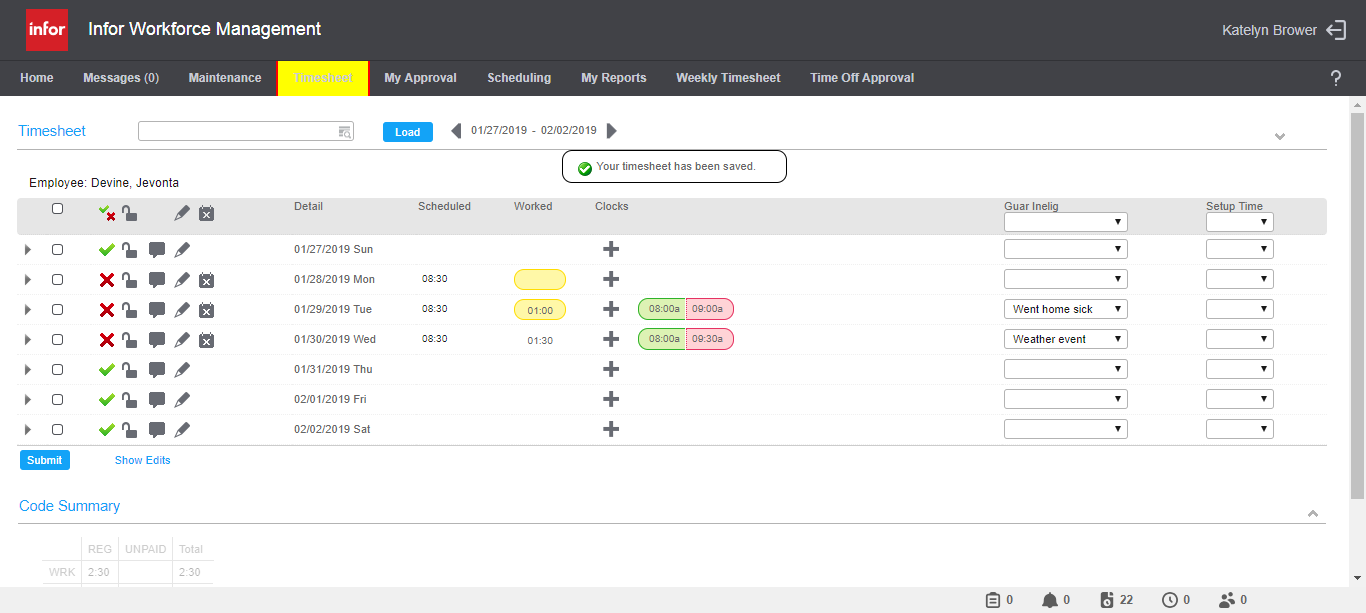 infor Infor Workforce Management Katelyn Brower
Home Messages (0) Maintenance Timesheet My Approval Scheduling My Reports Weekly Timesheet Time Off Approval ?
Timesheet Load 01/27/2019 - 02/02/2019
Your timesheet has been saved.
Employee: Devine, Jevonta
Detail Scheduled Worked Clocks Guar Inelig Setup Time
01/27/2019 Sun
01/28/2019 Mon 08:30
01/29/2019 Tue 08:30 01:00 08:00a 09:00a Went home sick
01/30/2019 Wed 08:30 01:30 08:00a 09:30a Weather event
01/31/2019 Thu
02/01/2019 Fri
02/02/2019 Sat
Submit Show Edits
Code Summary
REG UNPAID Total
WRK 2:30 2:30
0 0 22 0 0